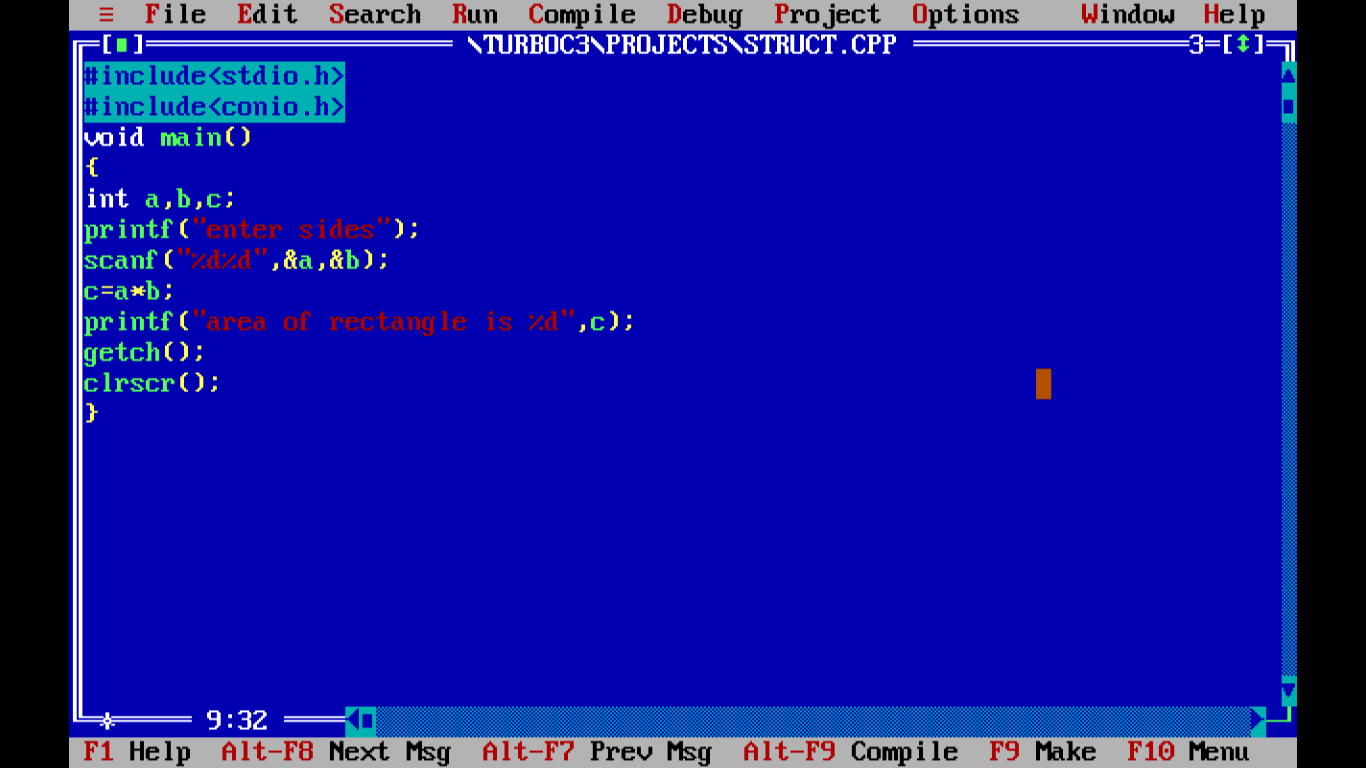 ≡ File Edit Search Run Compile Debug Project Options Window Help
[■] \TURBOC3\PROJECTS\STRUCT.CPP 3=[↕]
#include<stdio.h>
#include<conio.h>
void main()
{
int a,b,c;
printf("enter sides");
scanf("%d%d",&a,&b);
c=a*b;
printf("area of rectangle is %d",c);
getch();
clrscr();
}
9:32
F1 Help Alt-F8 Next Msg Alt-F7 Prev Msg Alt-F9 Compile F9 Make F10 Menu